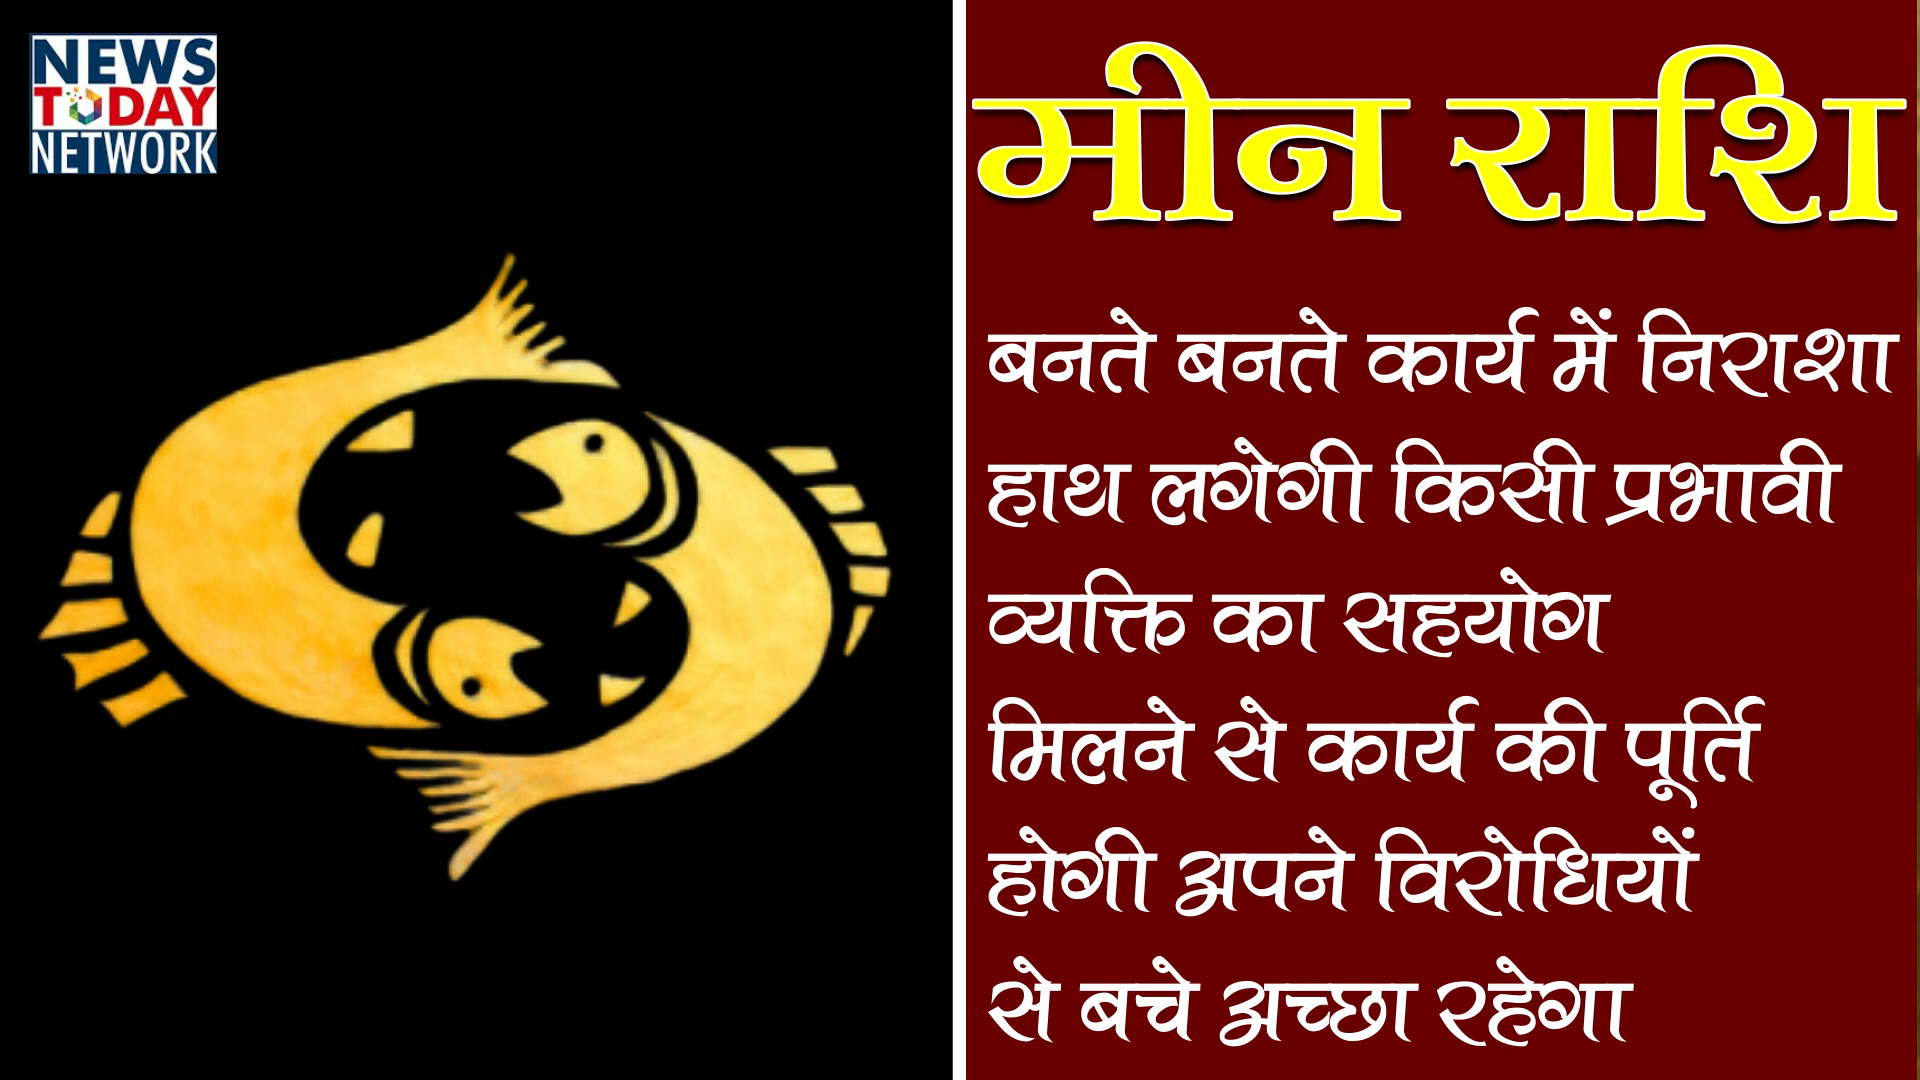 NEWS
TODAY
NETWORK
मीन राशि
बनते बनते कार्य में निराशा
हाथ लगेगी किसी प्रभावी
व्यक्ति का सहयोग
मिलने से कार्य की पूर्ति
होगी अपने विरोधियों
से बचे अच्छा रहेगा